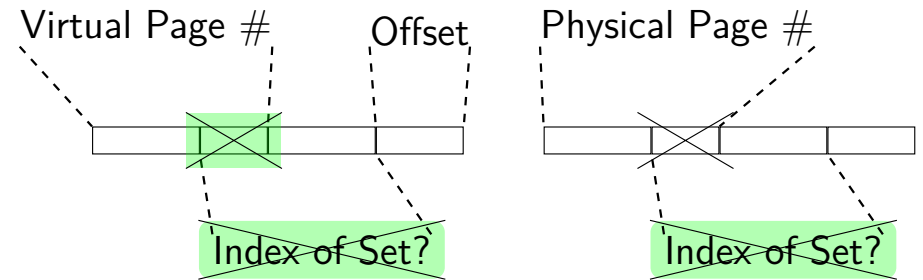 Virtual Page # Offset Physical Page #
Index of Set? Index of Set?